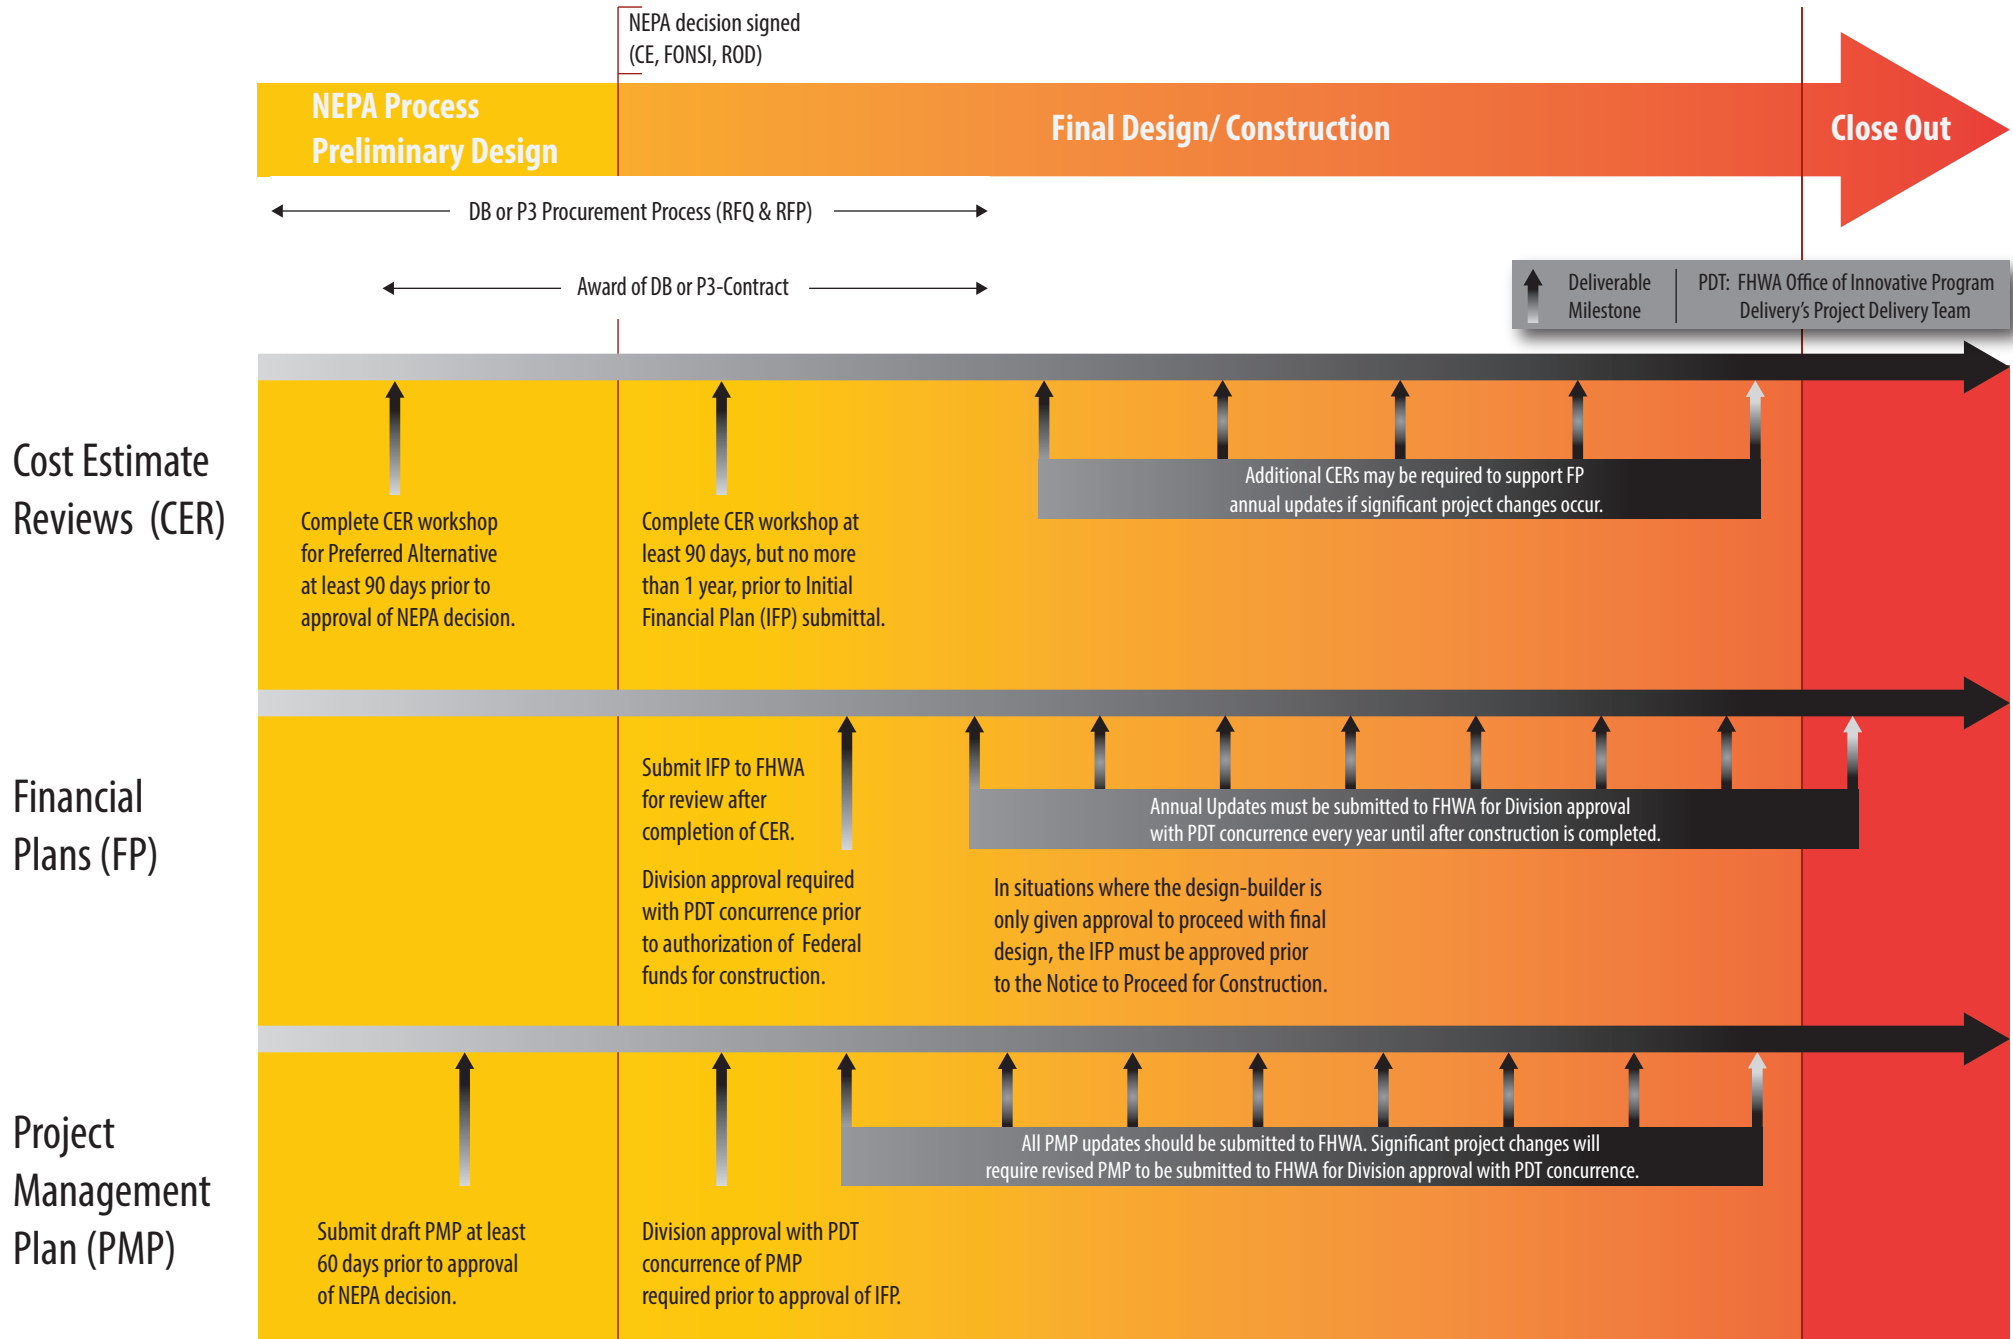 NEPA decision signed
(CE, FONSI, ROD)
NEPA Process
Preliminary Design
Final Design/ Construction
Close Out
DB or P3 Procurement Process (RFQ & RFP)
Award of DB or P3-Contract
Deliverable
Milestone
PDT: FHWA Office of Innovative Program
Delivery's Project Delivery Team
Cost Estimate
Reviews (CER)
Complete CER workshop
for Preferred Alternative
at least 90 days prior to
approval of NEPA decision.
Complete CER workshop at
least 90 days, but no more
than 1 year, prior to Initial
Financial Plan (IFP) submittal.
Additional CERs may be required to support FP
annual updates if significant project changes occur.
Financial
Plans (FP)
Submit IFP to FHWA
for review after
completion of CER.
Division approval required
with PDT concurrence prior
to authorization of Federal
funds for construction.
Annual Updates must be submitted to FHWA for Division approval
with PDT concurrence every year until after construction is completed.
In situations where the design-builder is
only given approval to proceed with final
design, the IFP must be approved prior
to the Notice to Proceed for Construction.
Project
Management
Plan (PMP)
Submit draft PMP at least
60 days prior to approval
of NEPA decision.
Division approval with PDT
concurrence of PMP
required prior to approval of IFP.
All PMP updates should be submitted to FHWA. Significant project changes will
require revised PMP to be submitted to FHWA for Division approval with PDT concurrence.